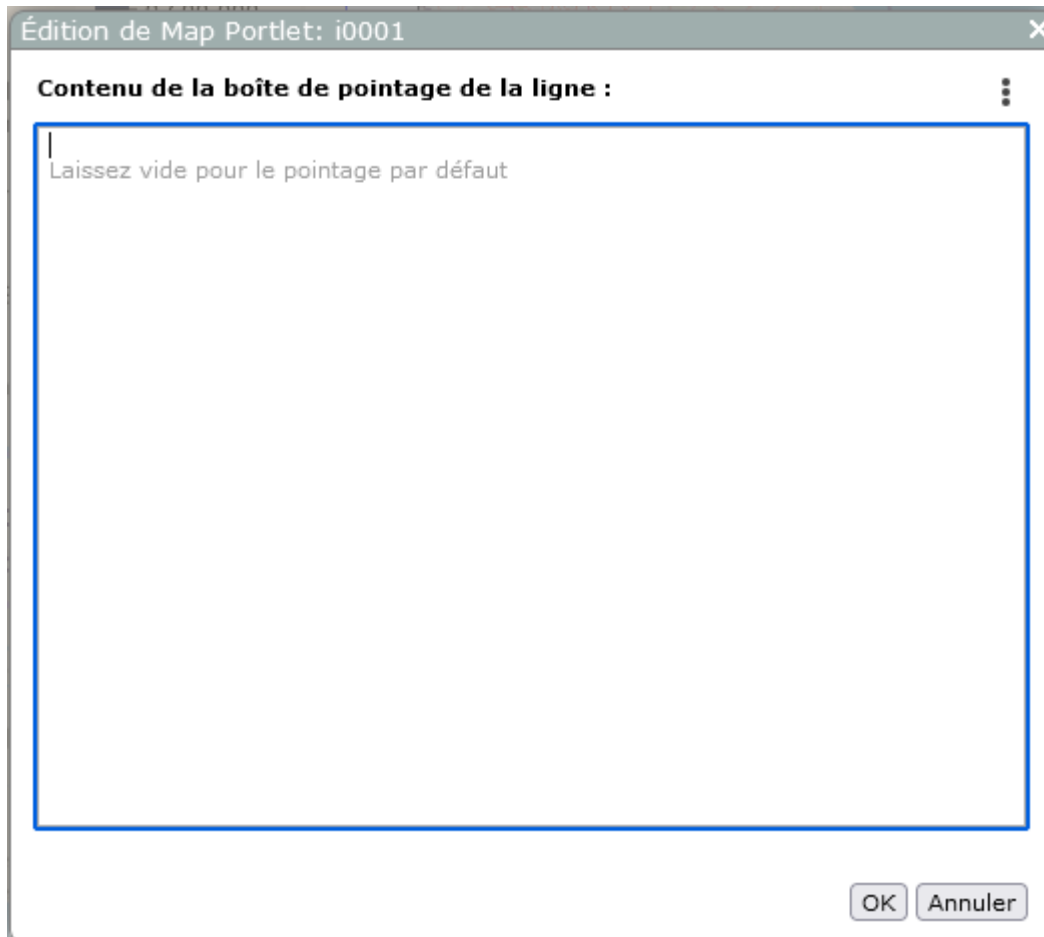 Édition de Map Portlet: i0001
Contenu de la boîte de pointage de la ligne :
Laissez vide pour le pointage par défaut
OK
Annuler